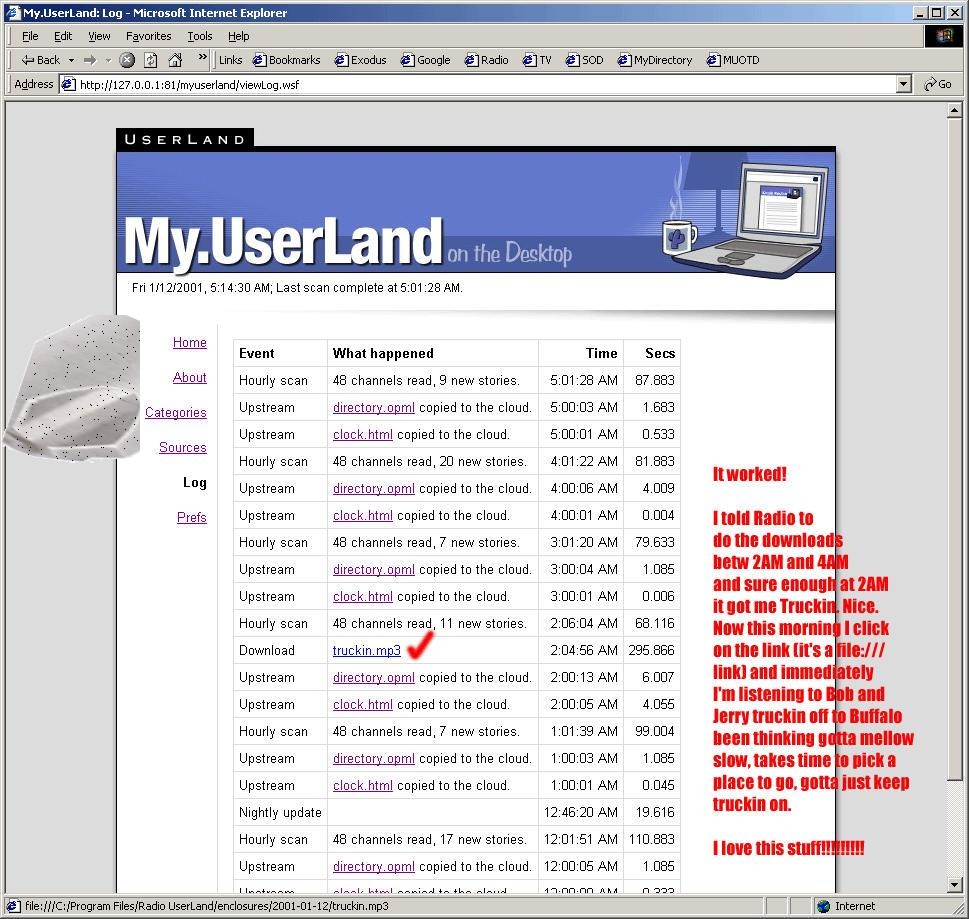 My.UserLand: Log - Microsoft Internet Explorer
File Edit View Favorites Tools Help
Back » Links Bookmarks Exodus Google Radio TV SOD MyDirectory MUOTD
Address http://127.0.0.1:81/myuserland/viewLog.wsf Go
USERLAND
My.UserLand on the Desktop
Fri 1/12/2001, 5:14:30 AM; Last scan complete at 5:01:28 AM.
Home
About
Categories
Sources
Log
Prefs
Event What happened Time Secs
Hourly scan 48 channels read, 9 new stories. 5:01:28 AM 87.883
Upstream directory.opml copied to the cloud. 5:00:03 AM 1.683
Upstream clock.html copied to the cloud. 5:00:01 AM 0.533
Hourly scan 48 channels read, 20 new stories. 4:01:22 AM 81.883
Upstream directory.opml copied to the cloud. 4:00:06 AM 4.009
Upstream clock.html copied to the cloud. 4:00:01 AM 0.004
Hourly scan 48 channels read, 7 new stories. 3:01:20 AM 79.633
Upstream directory.opml copied to the cloud. 3:00:04 AM 1.085
Upstream clock.html copied to the cloud. 3:00:01 AM 0.006
Hourly scan 48 channels read, 11 new stories. 2:06:04 AM 68.116
Download truckin.mp3 2:04:56 AM 295.866
Upstream directory.opml copied to the cloud. 2:00:13 AM 6.007
Upstream clock.html copied to the cloud. 2:00:05 AM 4.055
Hourly scan 48 channels read, 7 new stories. 1:01:39 AM 99.004
Upstream directory.opml copied to the cloud. 1:00:03 AM 1.085
Upstream clock.html copied to the cloud. 1:00:01 AM 0.045
Nightly update 12:46:20 AM 19.616
Hourly scan 48 channels read, 17 new stories. 12:01:51 AM 110.883
Upstream directory.opml copied to the cloud. 12:00:05 AM 1.085
Upstream clock.html copied to the cloud.
It worked!
I told Radio to
do the downloads
betw 2AM and 4AM
and sure enough at 2AM
it got me Truckin. Nice.
Now this morning I click
on the link (it's a file:///
link) and immediately
I'm listening to Bob and
Jerry truckin off to Buffalo
been thinking gotta mellow
slow, takes time to pick a
place to go, gotta just keep
truckin on.
I love this stuff!!!!!!!!!
file:///C:/Program Files/Radio UserLand/enclosures/2001-01-12/truckin.mp3 Internet